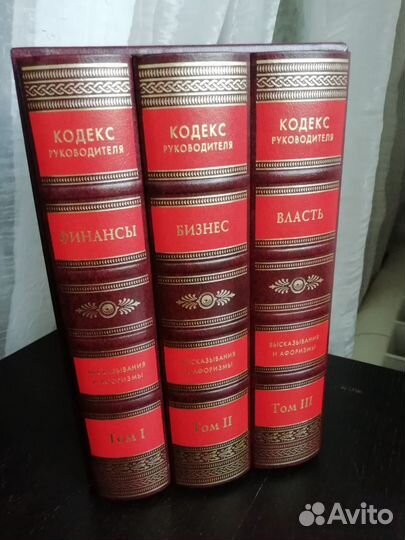 КОДЕКС
РУКОВОДИТЕЛЯ
ФИНАНСЫ
ВЫСКАЗЫВАНИЯ
И АФОРИЗМЫ
Том I
КОДЕКС
РУКОВОДИТЕЛЯ
БИЗНЕС
ВЫСКАЗЫВАНИЯ
И АФОРИЗМЫ
Том II
КОДЕКС
РУКОВОДИТЕЛЯ
ВЛАСТЬ
ВЫСКАЗЫВАНИЯ
И АФОРИЗМЫ
Том III
Avito